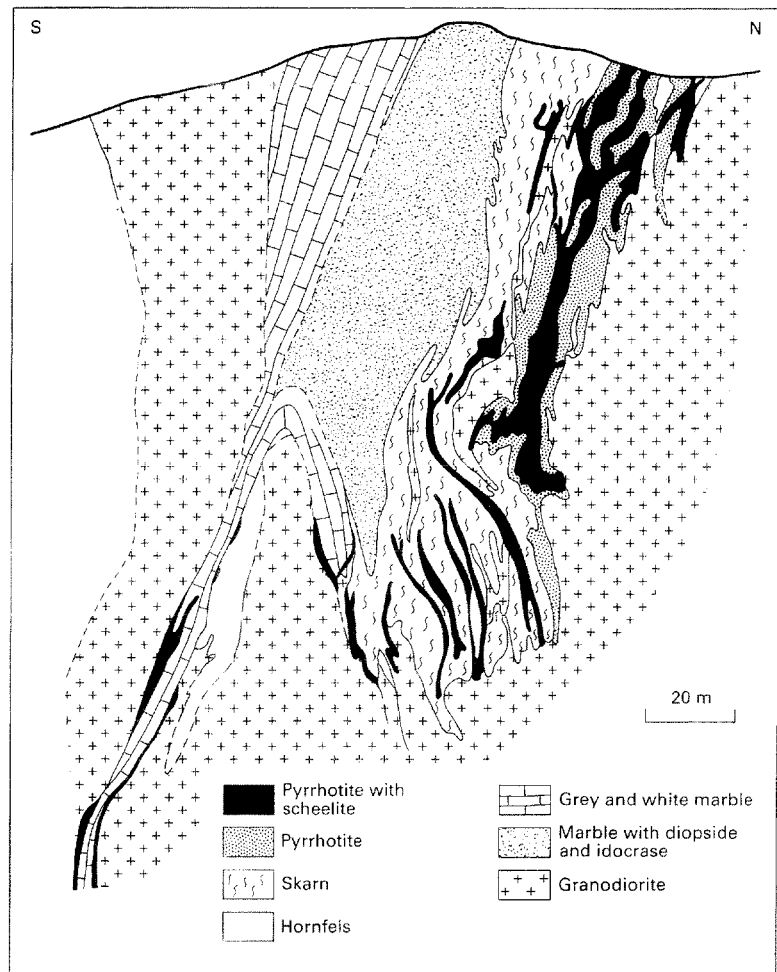 S
N
20 m
Pyrrhotite with
scheelite
Pyrrhotite
Skarn
Hornfels
Grey and white marble
Marble with diopside
and idocrase
Granodiorite